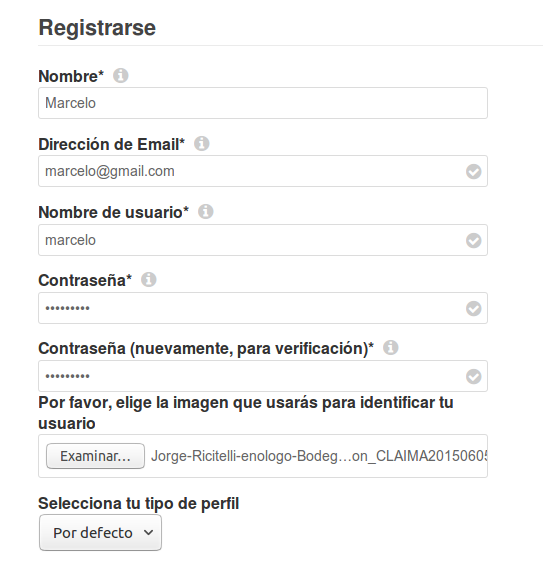 Registrarse
Nombre*
Marcelo
Dirección de Email*
marcelo@gmail.com
Nombre de usuario*
marcelo
Contraseña*
•••••••••
Contraseña (nuevamente, para verificación)*
•••••••••
Por favor, elige la imagen que usarás para identificar tu
usuario
Examinar... Jorge-Ricitelli-enologo-Bodeg...on_CLAIMA20150605
Selecciona tu tipo de perfil
Por defecto